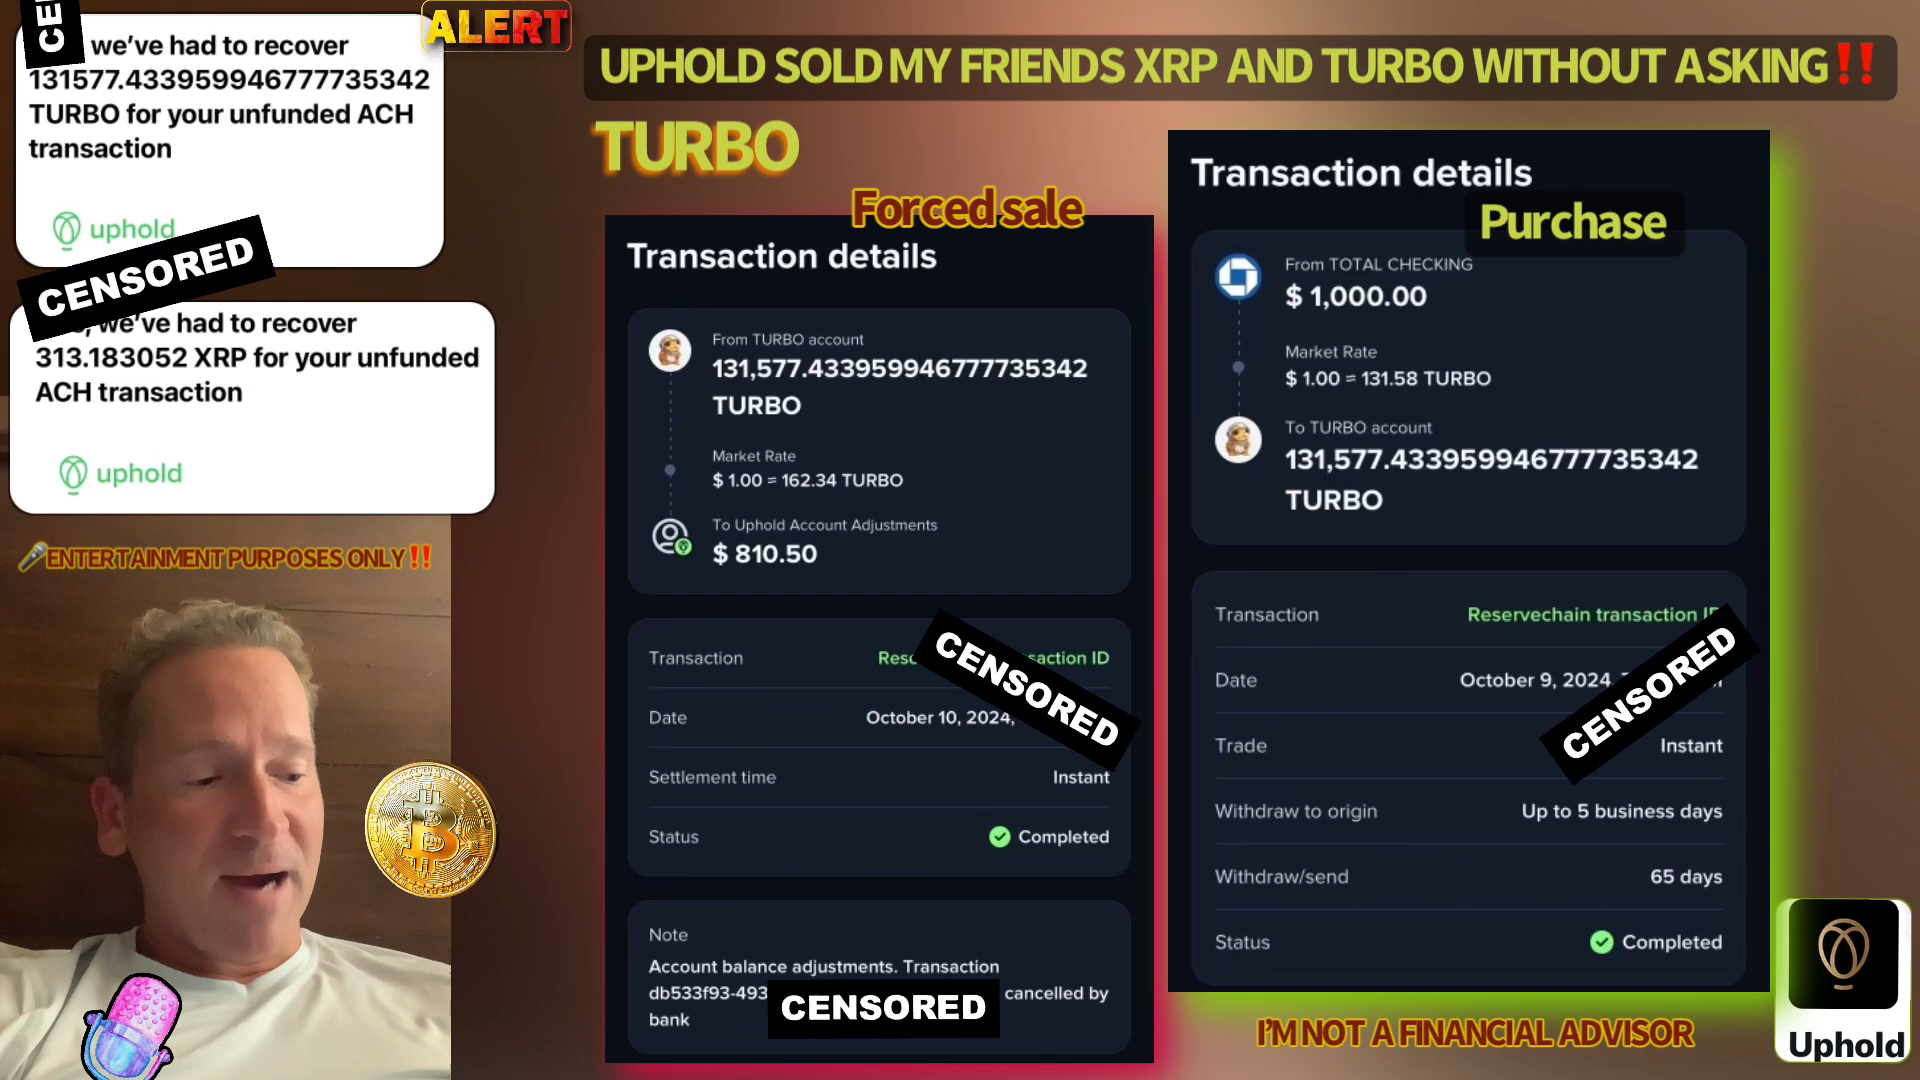 CE
we've had to recover
131577.433959946777735342
TURBO for your unfunded ACH
transaction
uphold
CENSORED
we've had to recover
313.183052 XRP for your unfunded
ACH transaction
uphold
🎤ENTERTAINMENT PURPOSES ONLY‼️
ALERT
UPHOLD SOLD MY FRIENDS XRP AND TURBO WITHOUT ASKING‼️
TURBO
Forced sale
Transaction details
From TURBO account
131,577.433959946777735342
TURBO
Market Rate
$ 1.00 = 162.34 TURBO
To Uphold Account Adjustments
$ 810.50
Transaction
saction ID
CENSORED
Date
October 10, 2024,
Settlement time
Instant
Status
Completed
Note
Account balance adjustments. Transaction
db533f93-493
CENSORED
cancelled by
bank
Transaction details
Purchase
From TOTAL CHECKING
$ 1,000.00
Market Rate
$ 1.00 = 131.58 TURBO
To TURBO account
131,577.433959946777735342
TURBO
Transaction
Reservechain transaction ID
Date
October 9, 2024,
CENSORED
Trade
Instant
Withdraw to origin
Up to 5 business days
Withdraw/send
65 days
Status
Completed
I'M NOT A FINANCIAL ADVISOR
Uphold